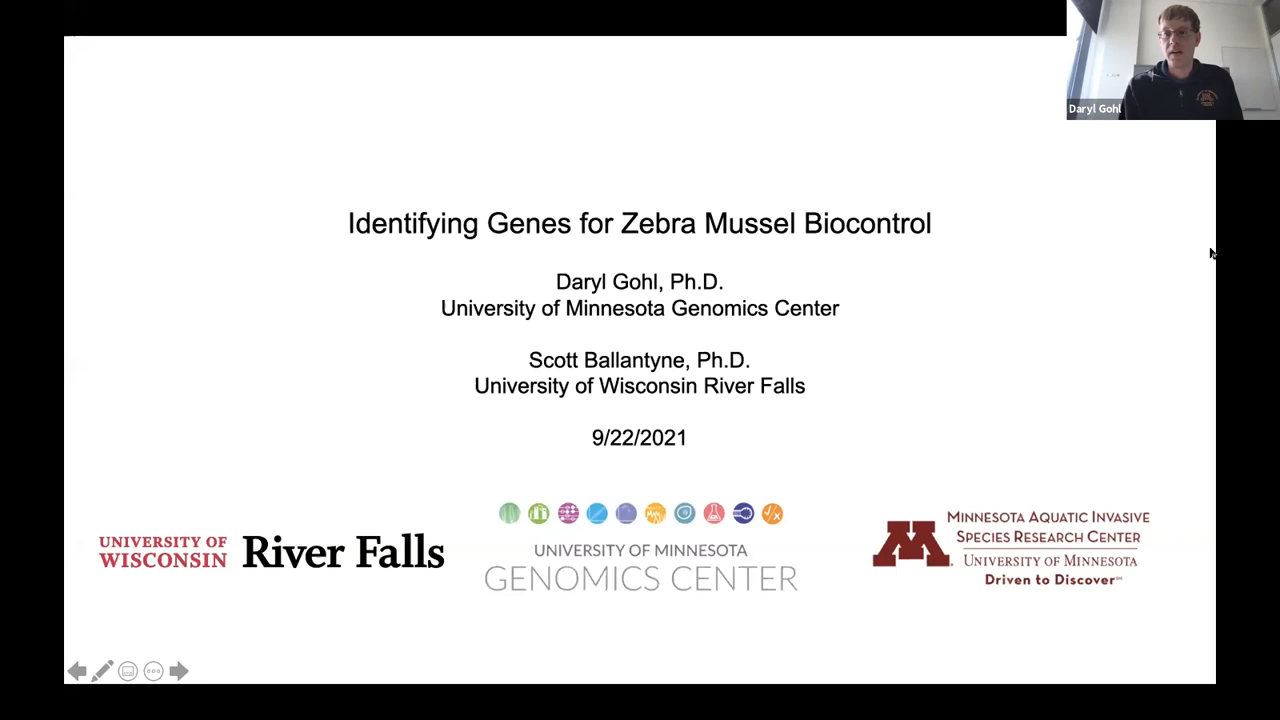 Daryl Gohl
Identifying Genes for Zebra Mussel Biocontrol
Daryl Gohl, Ph.D.
University of Minnesota Genomics Center
Scott Ballantyne, Ph.D.
University of Wisconsin River Falls
9/22/2021
UNIVERSITY OF
WISCONSIN
River Falls
UNIVERSITY OF MINNESOTA
GENOMICS CENTER
M
MINNESOTA AQUATIC INVASIVE
SPECIES RESEARCH CENTER
UNIVERSITY OF MINNESOTA
Driven to Discover℠